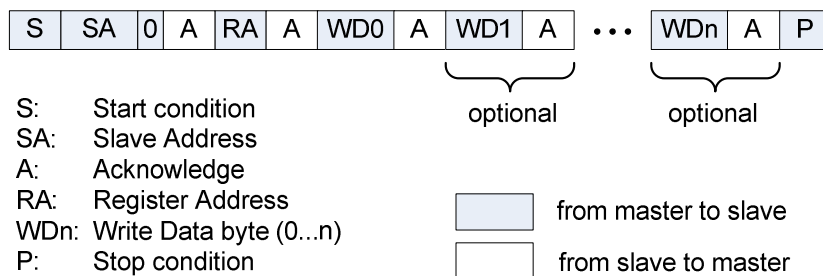 S SA 0 A RA A WD0 A WD1 A ••• WDn A P
optional optional
S: Start condition
SA: Slave Address
A: Acknowledge
RA: Register Address
WDn: Write Data byte (0...n)
P: Stop condition
from master to slave
from slave to master